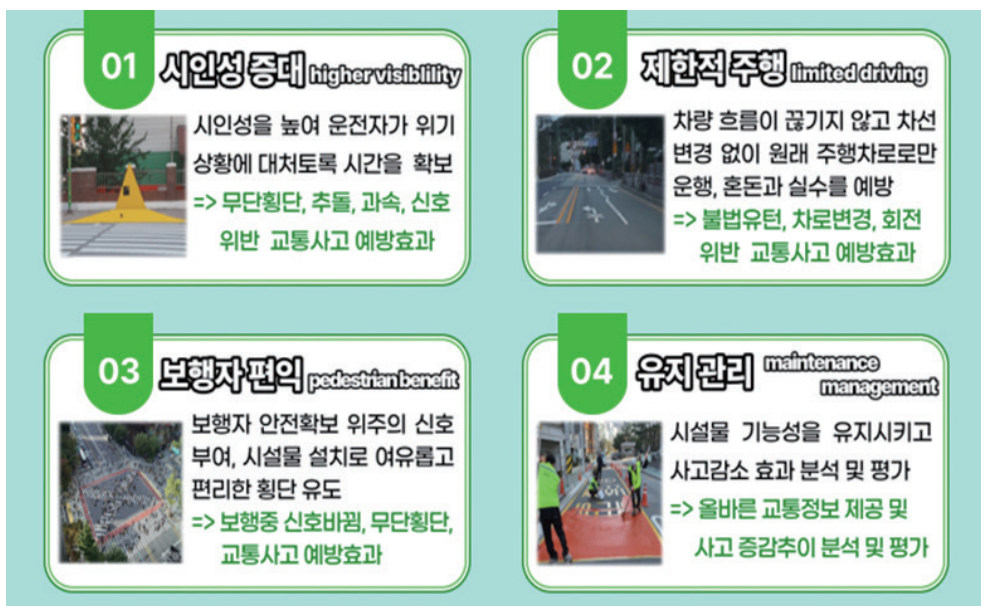 01 시인성 증대 higher visiblility
시인성을 높여 운전자가 위기
상황에 대처토록 시간을 확보
=> 무단횡단, 추돌, 과속, 신호
위반 교통사고 예방효과
02 제한적 주행 limited driving
차량 흐름이 끊기지 않고 차선
변경 없이 원래 주행차로로만
운행, 혼돈과 실수를 예방
=> 불법유턴, 차로변경, 회전
위반 교통사고 예방효과
03 보행자 편익 pedestrian benefit
보행자 안전확보 위주의 신호
부여, 시설물 설치로 여유롭고
편리한 횡단 유도
=> 보행중 신호바뀜, 무단횡단,
교통사고 예방효과
04 유지 관리 maintenance
management
시설물 기능성을 유지시키고
사고감소 효과 분석 및 평가
=> 올바른 교통정보 제공 및
사고 증감추이 분석 및 평가